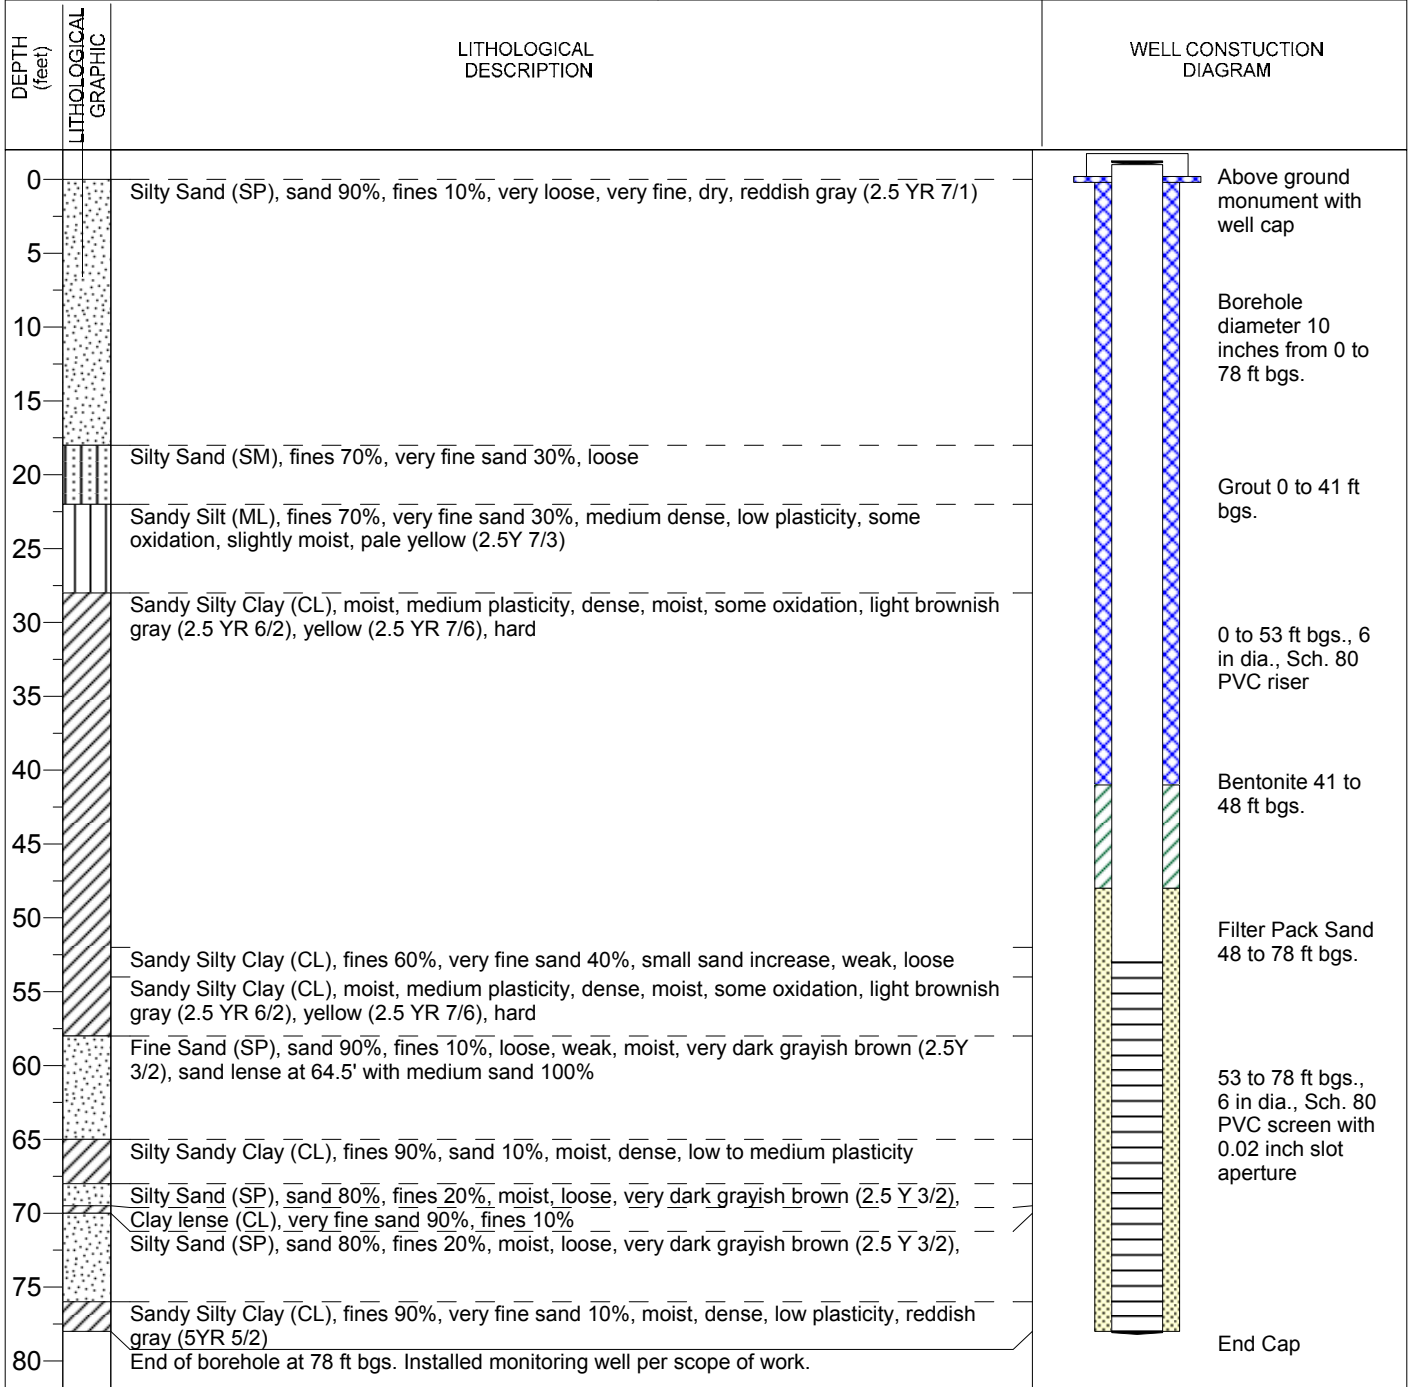 DEPTH
(feet)
LITHOLOGICAL
GRAPHIC
LITHOLOGICAL
DESCRIPTION
WELL CONSTUCTION
DIAGRAM
0
5
10
15
20
25
30
35
40
45
50
55
60
65
70
75
80
Silty Sand (SP), sand 90%, fines 10%, very loose, very fine, dry, reddish gray (2.5 YR 7/1)
Silty Sand (SM), fines 70%, very fine sand 30%, loose
Sandy Silt (ML), fines 70%, very fine sand 30%, medium dense, low plasticity, some
oxidation, slightly moist, pale yellow (2.5Y 7/3)
Sandy Silty Clay (CL), moist, medium plasticity, dense, moist, some oxidation, light brownish
gray (2.5 YR 6/2), yellow (2.5 YR 7/6), hard
Sandy Silty Clay (CL), fines 60%, very fine sand 40%, small sand increase, weak, loose
Sandy Silty Clay (CL), moist, medium plasticity, dense, moist, some oxidation, light brownish
gray (2.5 YR 6/2), yellow (2.5 YR 7/6), hard
Fine Sand (SP), sand 90%, fines 10%, loose, weak, moist, very dark grayish brown (2.5Y
3/2), sand lense at 64.5' with medium sand 100%
Silty Sandy Clay (CL), fines 90%, sand 10%, moist, dense, low to medium plasticity
Silty Sand (SP), sand 80%, fines 20%, moist, loose, very dark grayish brown (2.5 Y 3/2),
Clay lense (CL), very fine sand 90%, fines 10%
Silty Sand (SP), sand 80%, fines 20%, moist, loose, very dark grayish brown (2.5 Y 3/2),
Sandy Silty Clay (CL), fines 90%, very fine sand 10%, moist, dense, low plasticity, reddish
gray (5YR 5/2)
End of borehole at 78 ft bgs. Installed monitoring well per scope of work.
Above ground
monument with
well cap
Borehole
diameter 10
inches from 0 to
78 ft bgs.
Grout 0 to 41 ft
bgs.
0 to 53 ft bgs., 6
in dia., Sch. 80
PVC riser
Bentonite 41 to
48 ft bgs.
Filter Pack Sand
48 to 78 ft bgs.
53 to 78 ft bgs.,
6 in dia., Sch. 80
PVC screen with
0.02 inch slot
aperture
End Cap